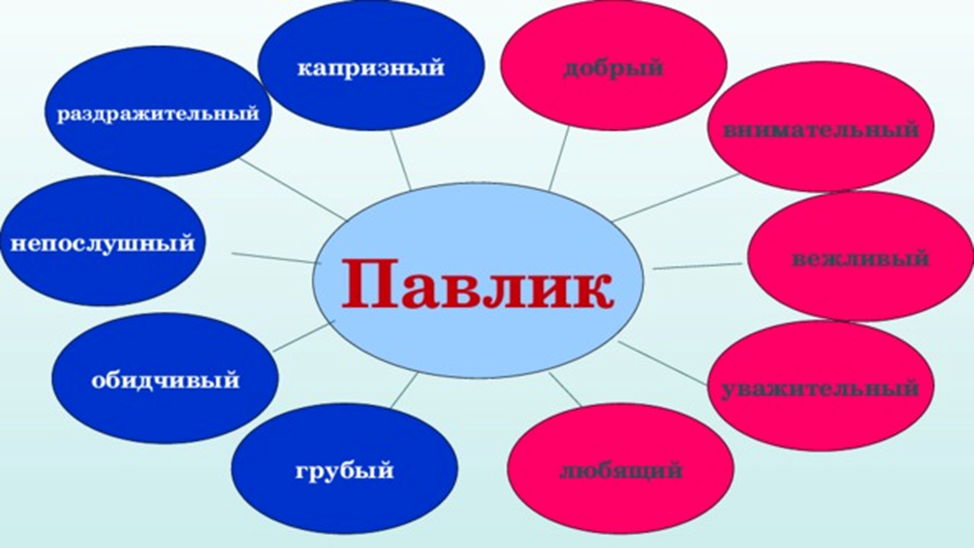 капризный
добрый
раздражительный
внимательный
непослушный
вежливый
Павлик
обидчивый
уважительный
грубый
любящий